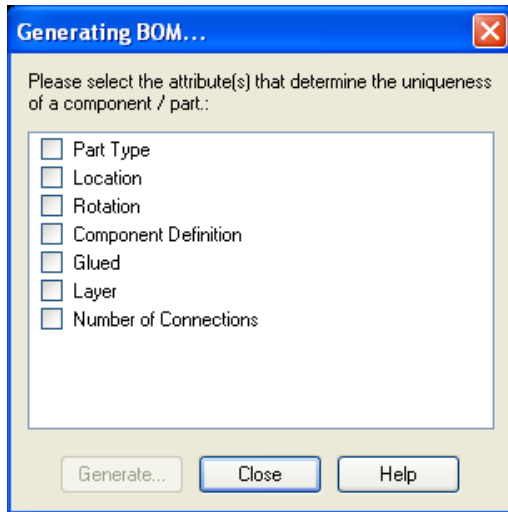 Generating BOM...
Please select the attribute(s) that determine the uniqueness
of a component / part.:
Part Type
Location
Rotation
Component Definition
Glued
Layer
Number of Connections
Generate... Close Help